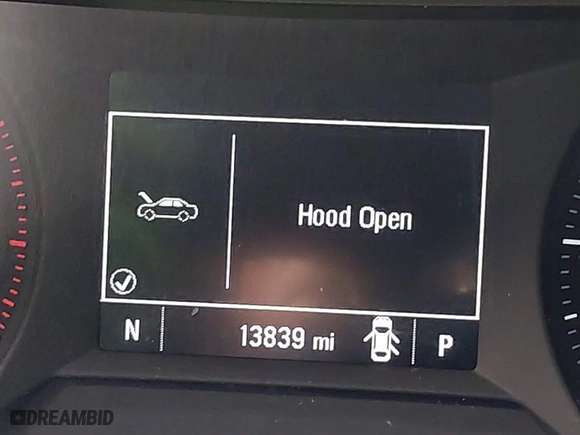 Hood Open
N 13839 mi P
DREAMBID